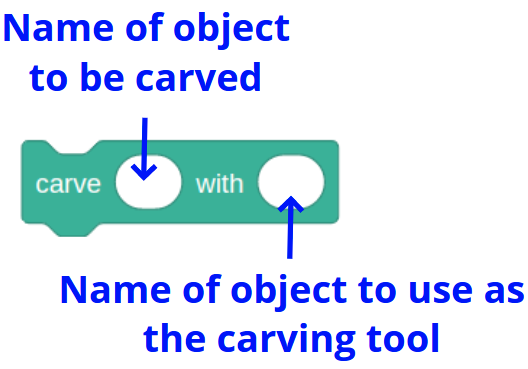 Name of object
to be carved
carve with
Name of object to use as
the carving tool